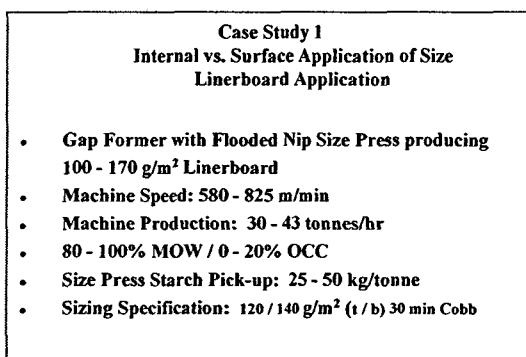 Case Study 1
Internal vs. Surface Application of Size
Linerboard Application
• Gap Former with Flooded Nip Size Press producing
100 - 170 g/m² Linerboard
• Machine Speed: 580 - 825 m/min
• Machine Production: 30 - 43 tonnes/hr
• 80 - 100% MOW / 0 - 20% OCC
• Size Press Starch Pick-up: 25 - 50 kg/tonne
• Sizing Specification: 120 / 140 g/m² (t / b) 30 min Cobb